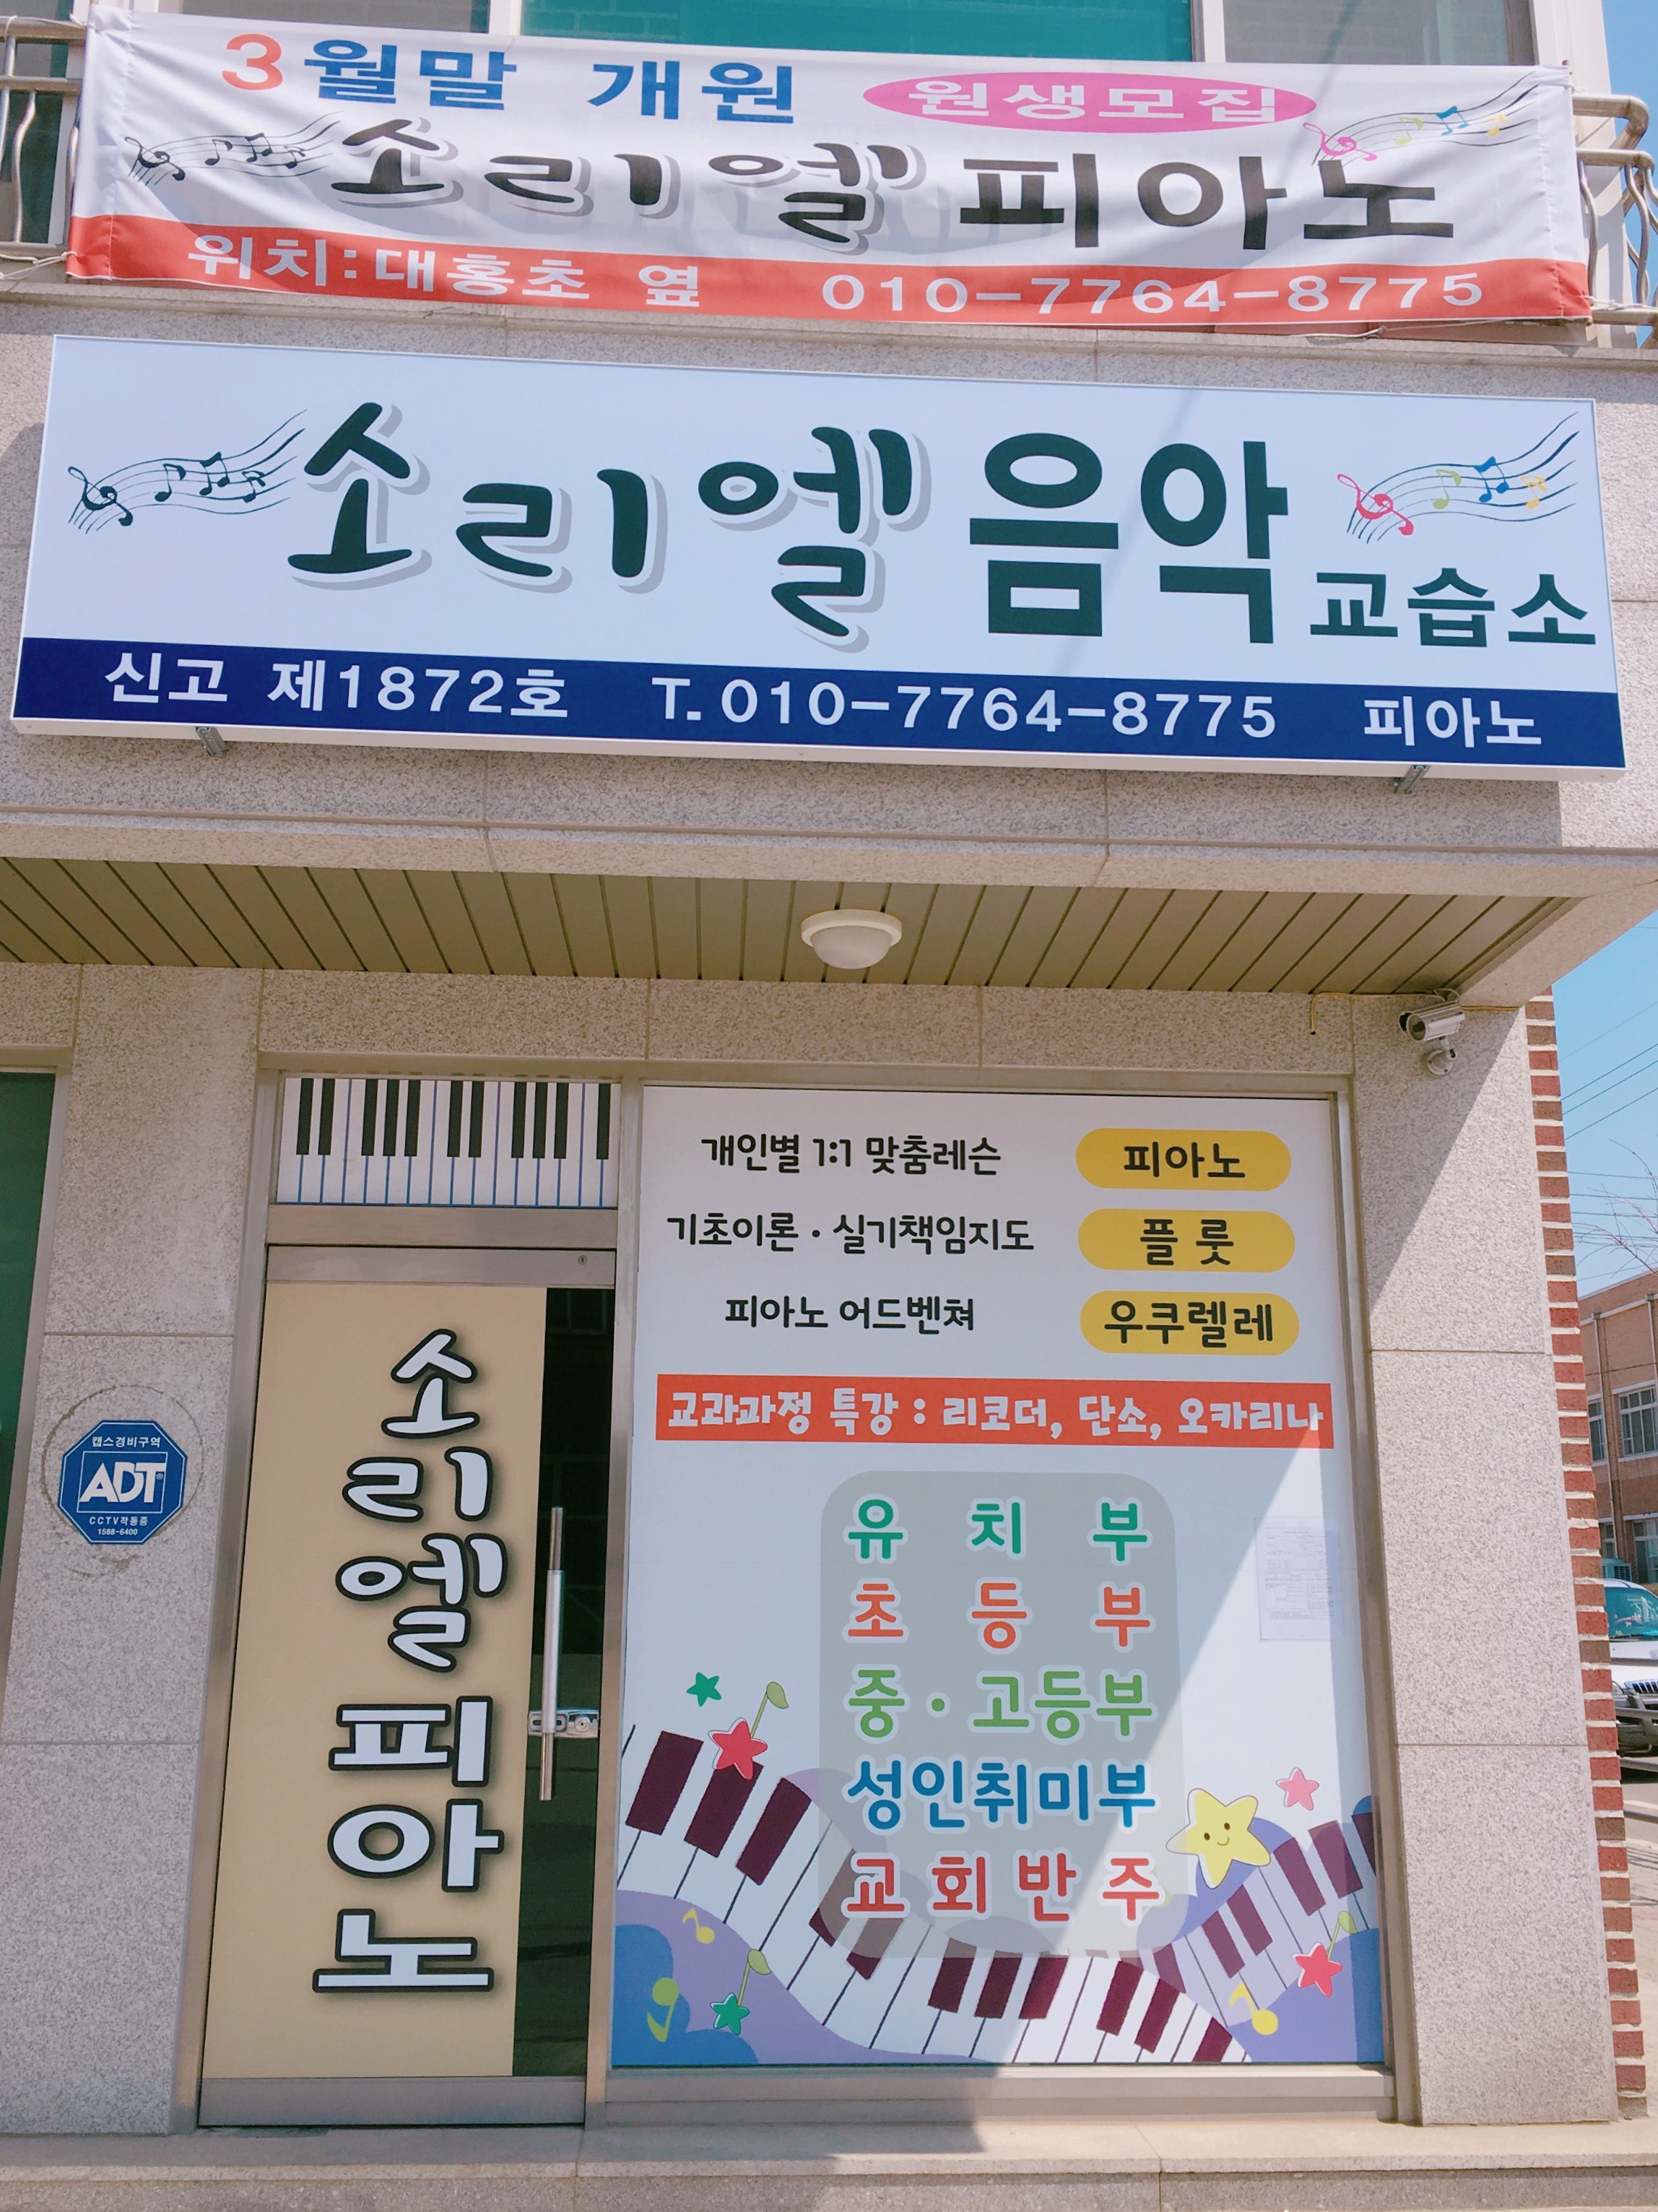 3월말 개원 원생모집
소리엘피아노
위치:대홍초 옆 010-7764-8775
소리엘음악교습소
신고 제1872호 T.010-7764-8775 피아노
개인별 1:1 맞춤레슨 피아노
기초이론·실기책임지도 플룻
피아노 어드벤쳐 우쿠렐레
교과과정 특강 : 리코더, 단소, 오카리나
유치부
초등부
중·고등부
성인취미부
교회반주
소리엘피아노
캡스경비구역
ADT
CCTV작동중
1588-6400